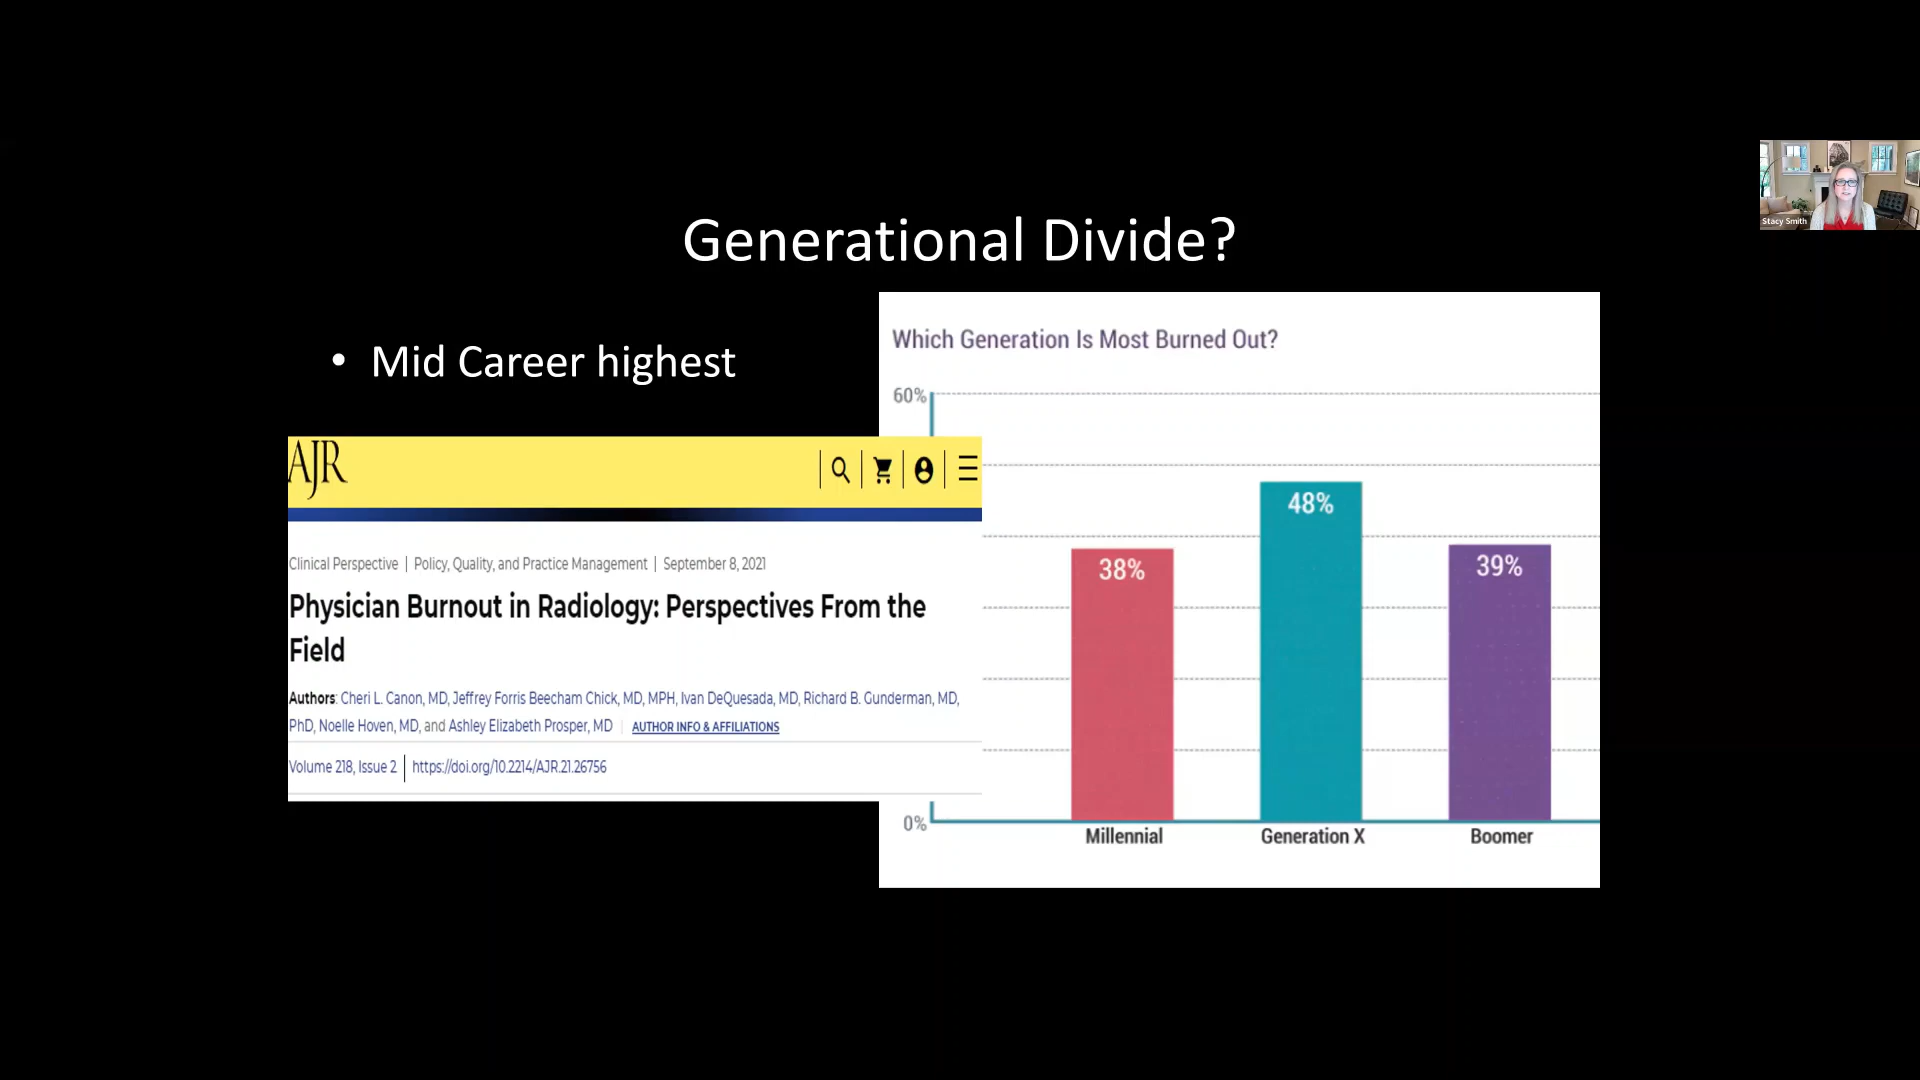 Generational Divide?
• Mid Career highest
Which Generation Is Most Burned Out?
60%
0%
38%
48%
39%
Millennial
Generation X
Boomer
AJR
Clinical Perspective | Policy, Quality, and Practice Management | September 8, 2021
Physician Burnout in Radiology: Perspectives From the
Field
Authors: Cheri L. Canon, MD, Jeffrey Forris Beecham Chick, MD, MPH, Ivan DeQuesada, MD, Richard B. Gunderman, MD,
PhD, Noelle Hoven, MD, and Ashley Elizabeth Prosper, MD | AUTHOR INFO & AFFILIATIONS
Volume 218, Issue 2 | https://doi.org/10.2214/AJR.21.26756
Stacy Smith